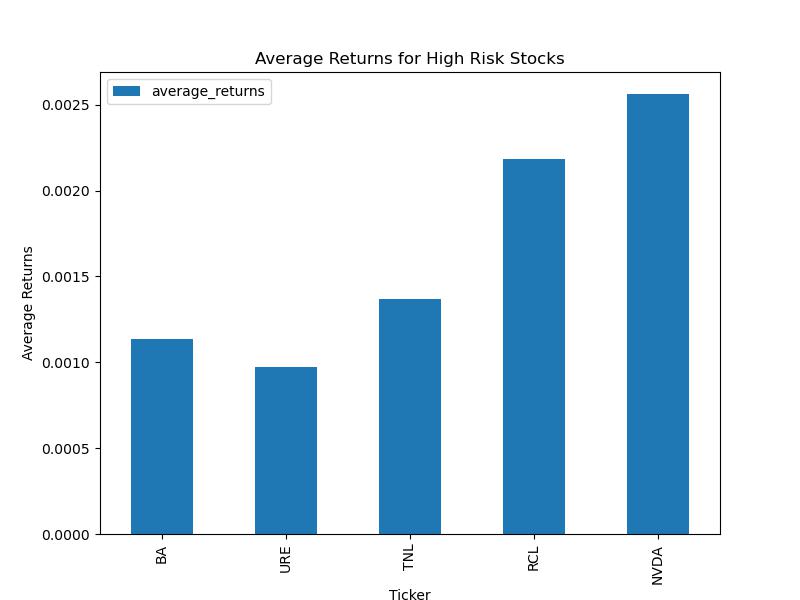 Average Returns for High Risk Stocks
average_returns
0.0025
0.0020
0.0015
0.0010
0.0005
0.0000
Average Returns
BA
URE
TNL
RCL
NVDA
Ticker